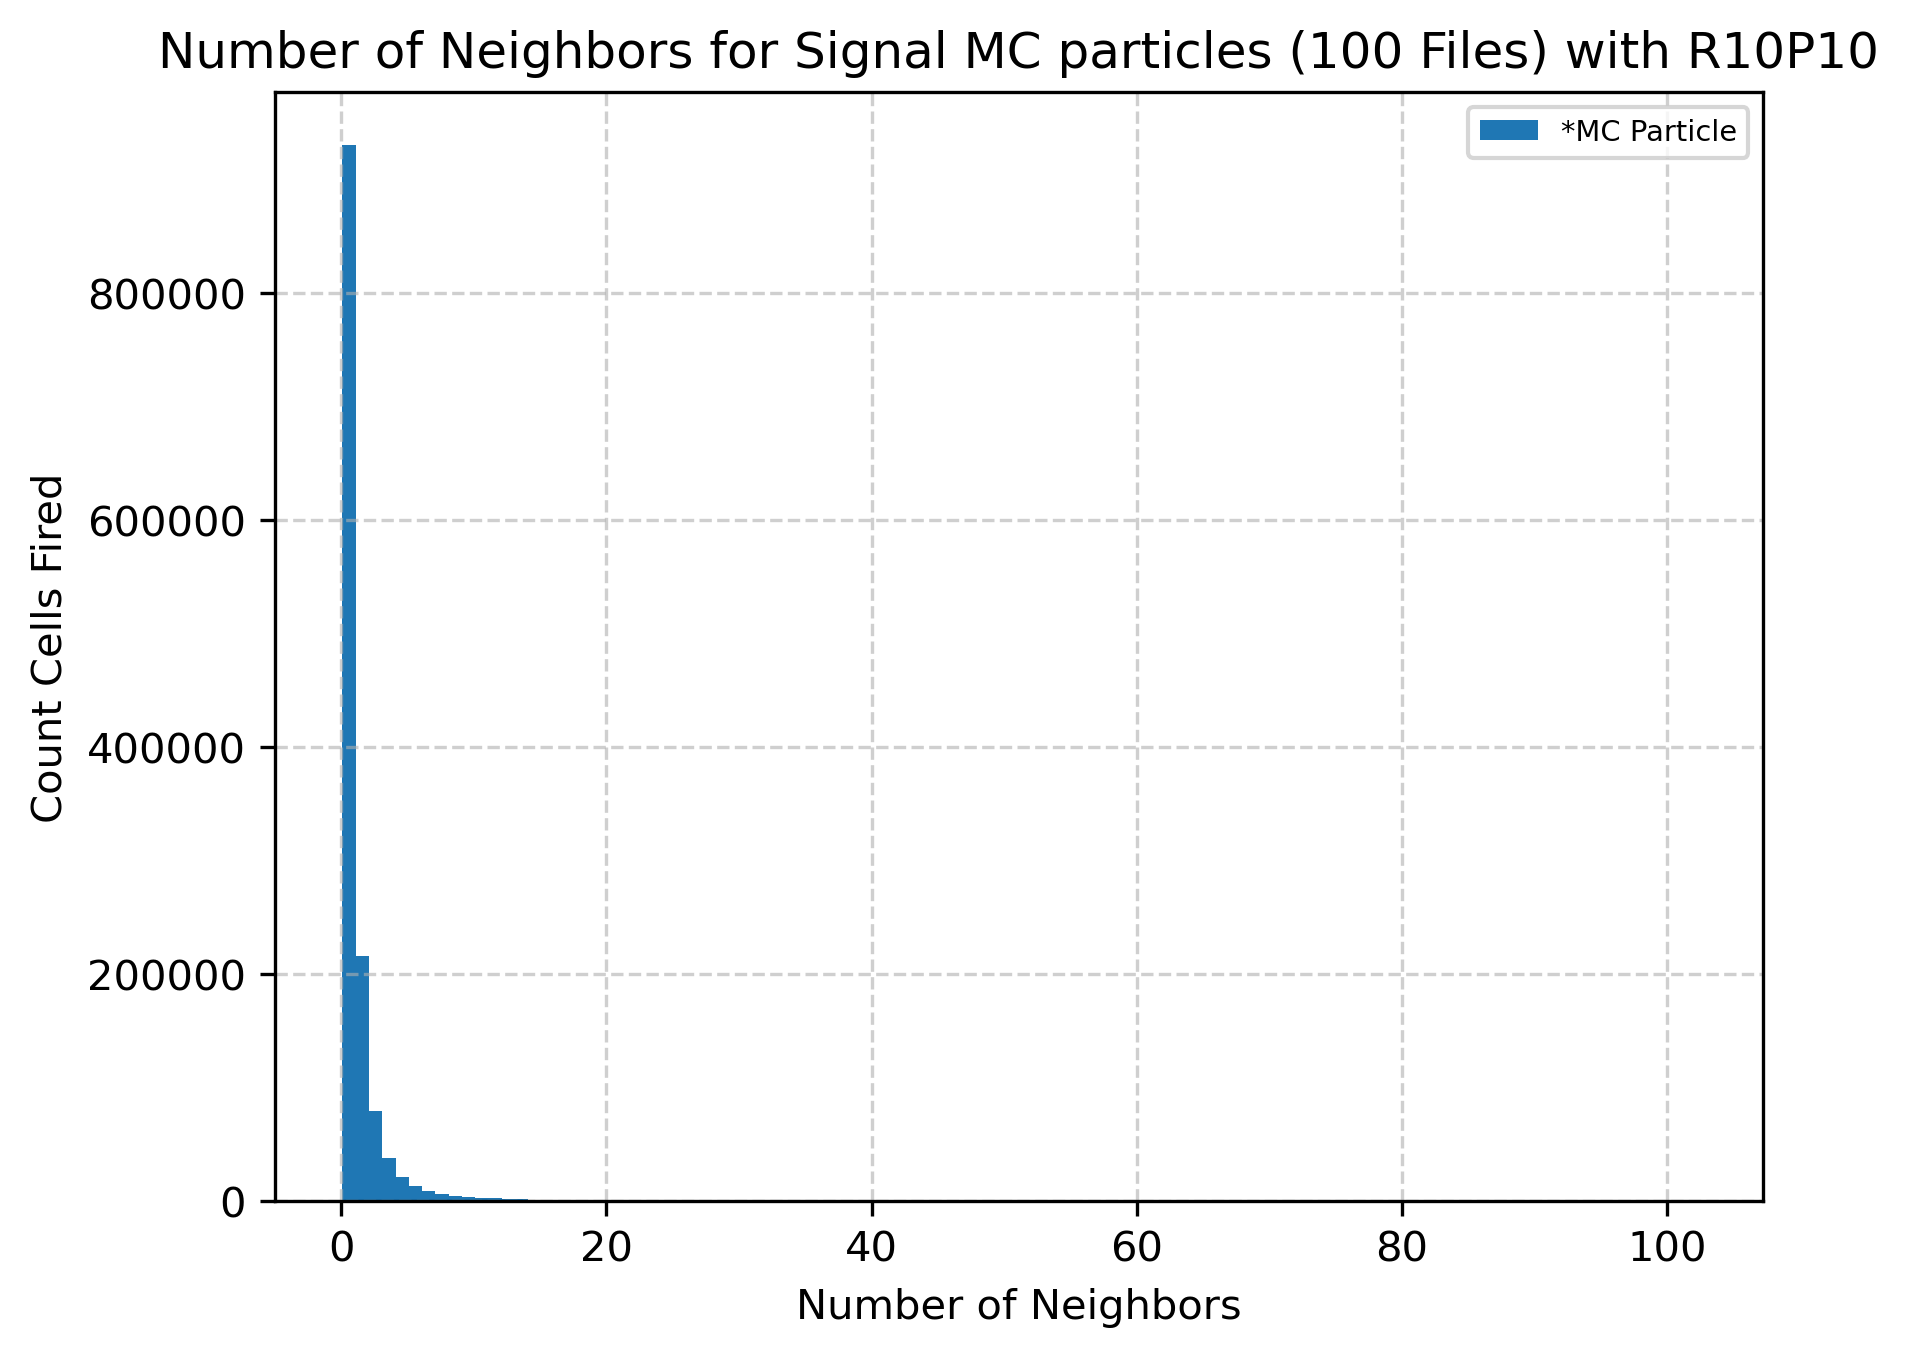 Number of Neighbors for Signal MC particles (100 Files) with R10P10
*MC Particle
Count Cells Fired
800000
600000
400000
200000
0
0 20 40 60 80 100
Number of Neighbors